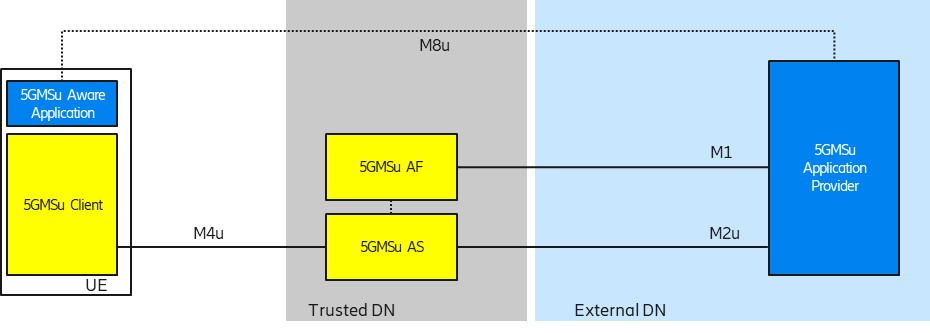 M8u
5GMSu Aware
Application
5GMSu Client
UE
M4u
5GMSu AF
5GMSu AS
Trusted DN
M1
M2u
External DN
5GMSu
Application
Provider